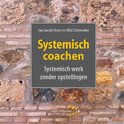 Jan Jacob Stam en Bibi Schreuder
Systemisch
coachen
Systemisch werk
zonder opstellingen